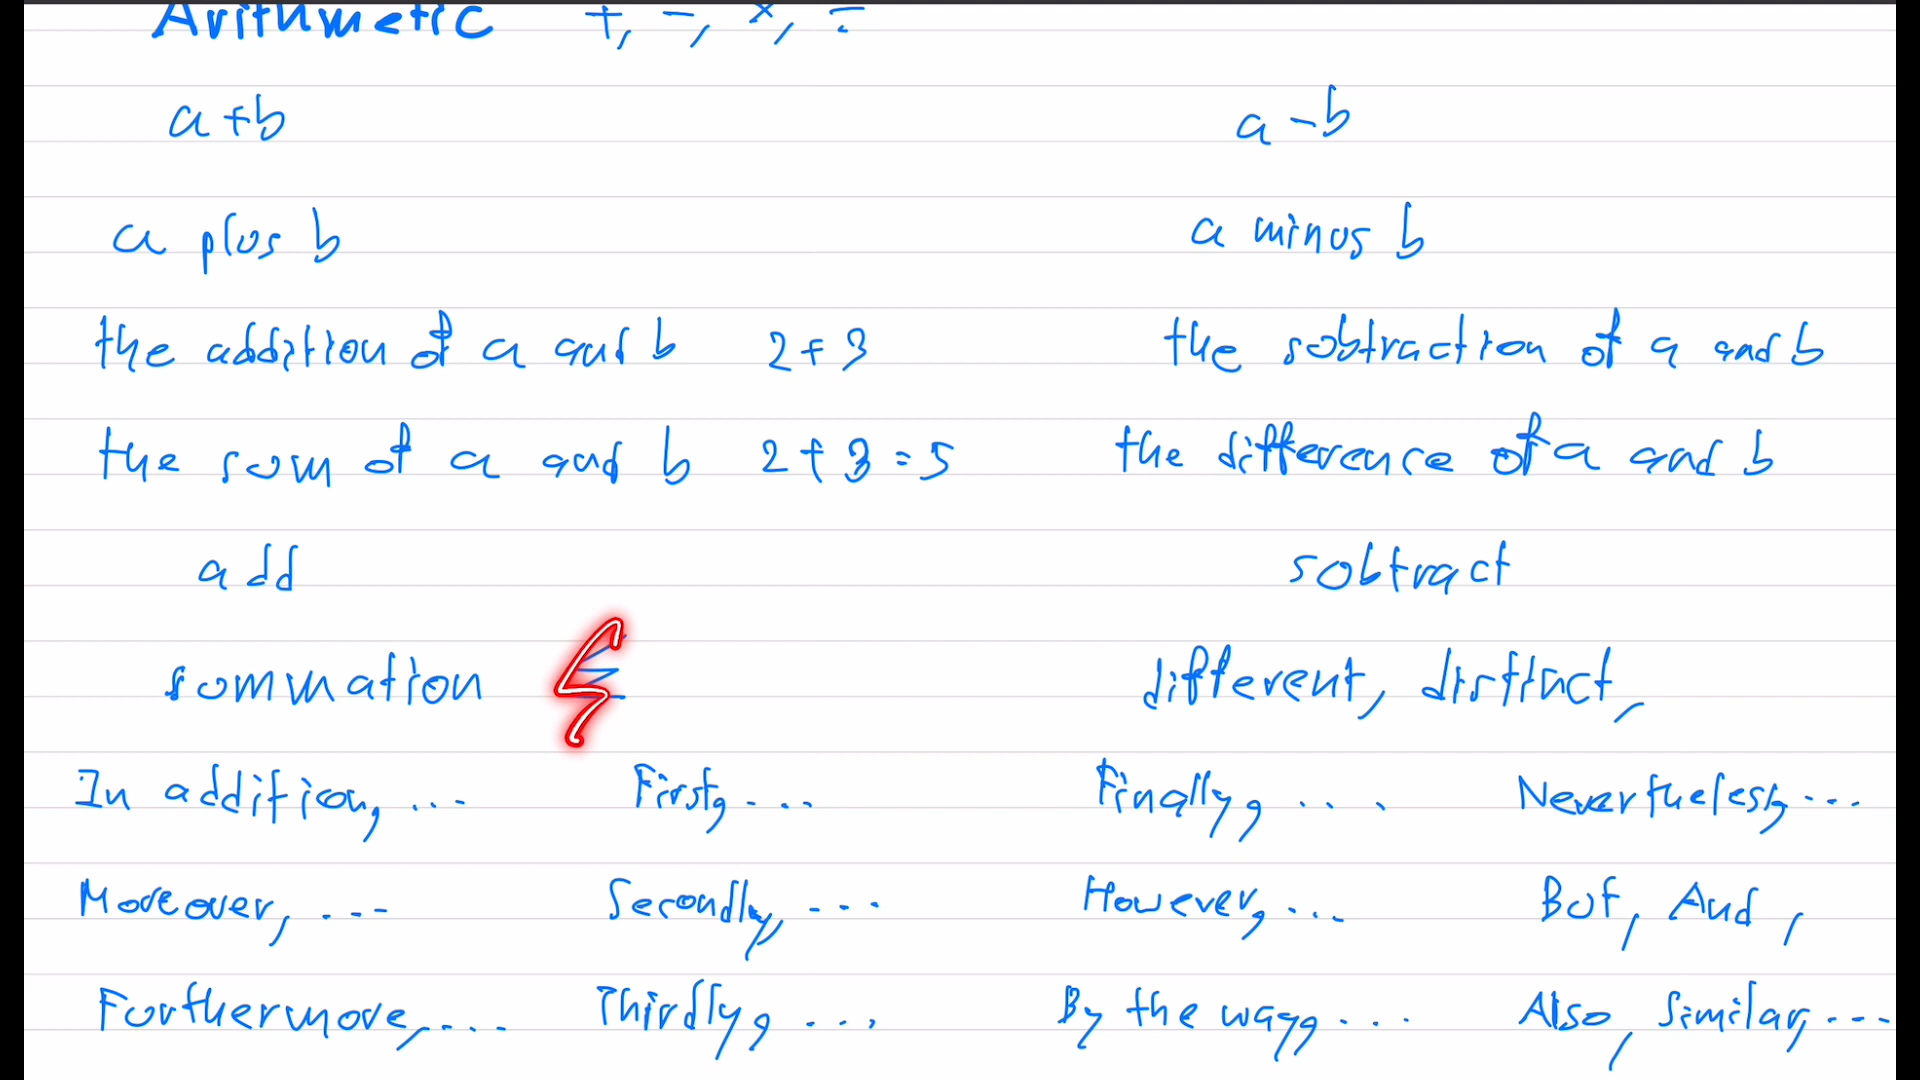 Arithmetic +, -, ×, ÷
a+b a-b
a plus b a minus b
the addition of a and b 2+3 the subtraction of a and b
the sum of a and b 2+3=5 the difference of a and b
add subtract
summation Σ different, distinct,
In addition, ... First, ... Finally, .... Nevertheless, ...
Moreover, ... Secondly, ... However, ... But, And,
Furthermore, ... Thirdly, ... By the way, ... Also, Similar, ...